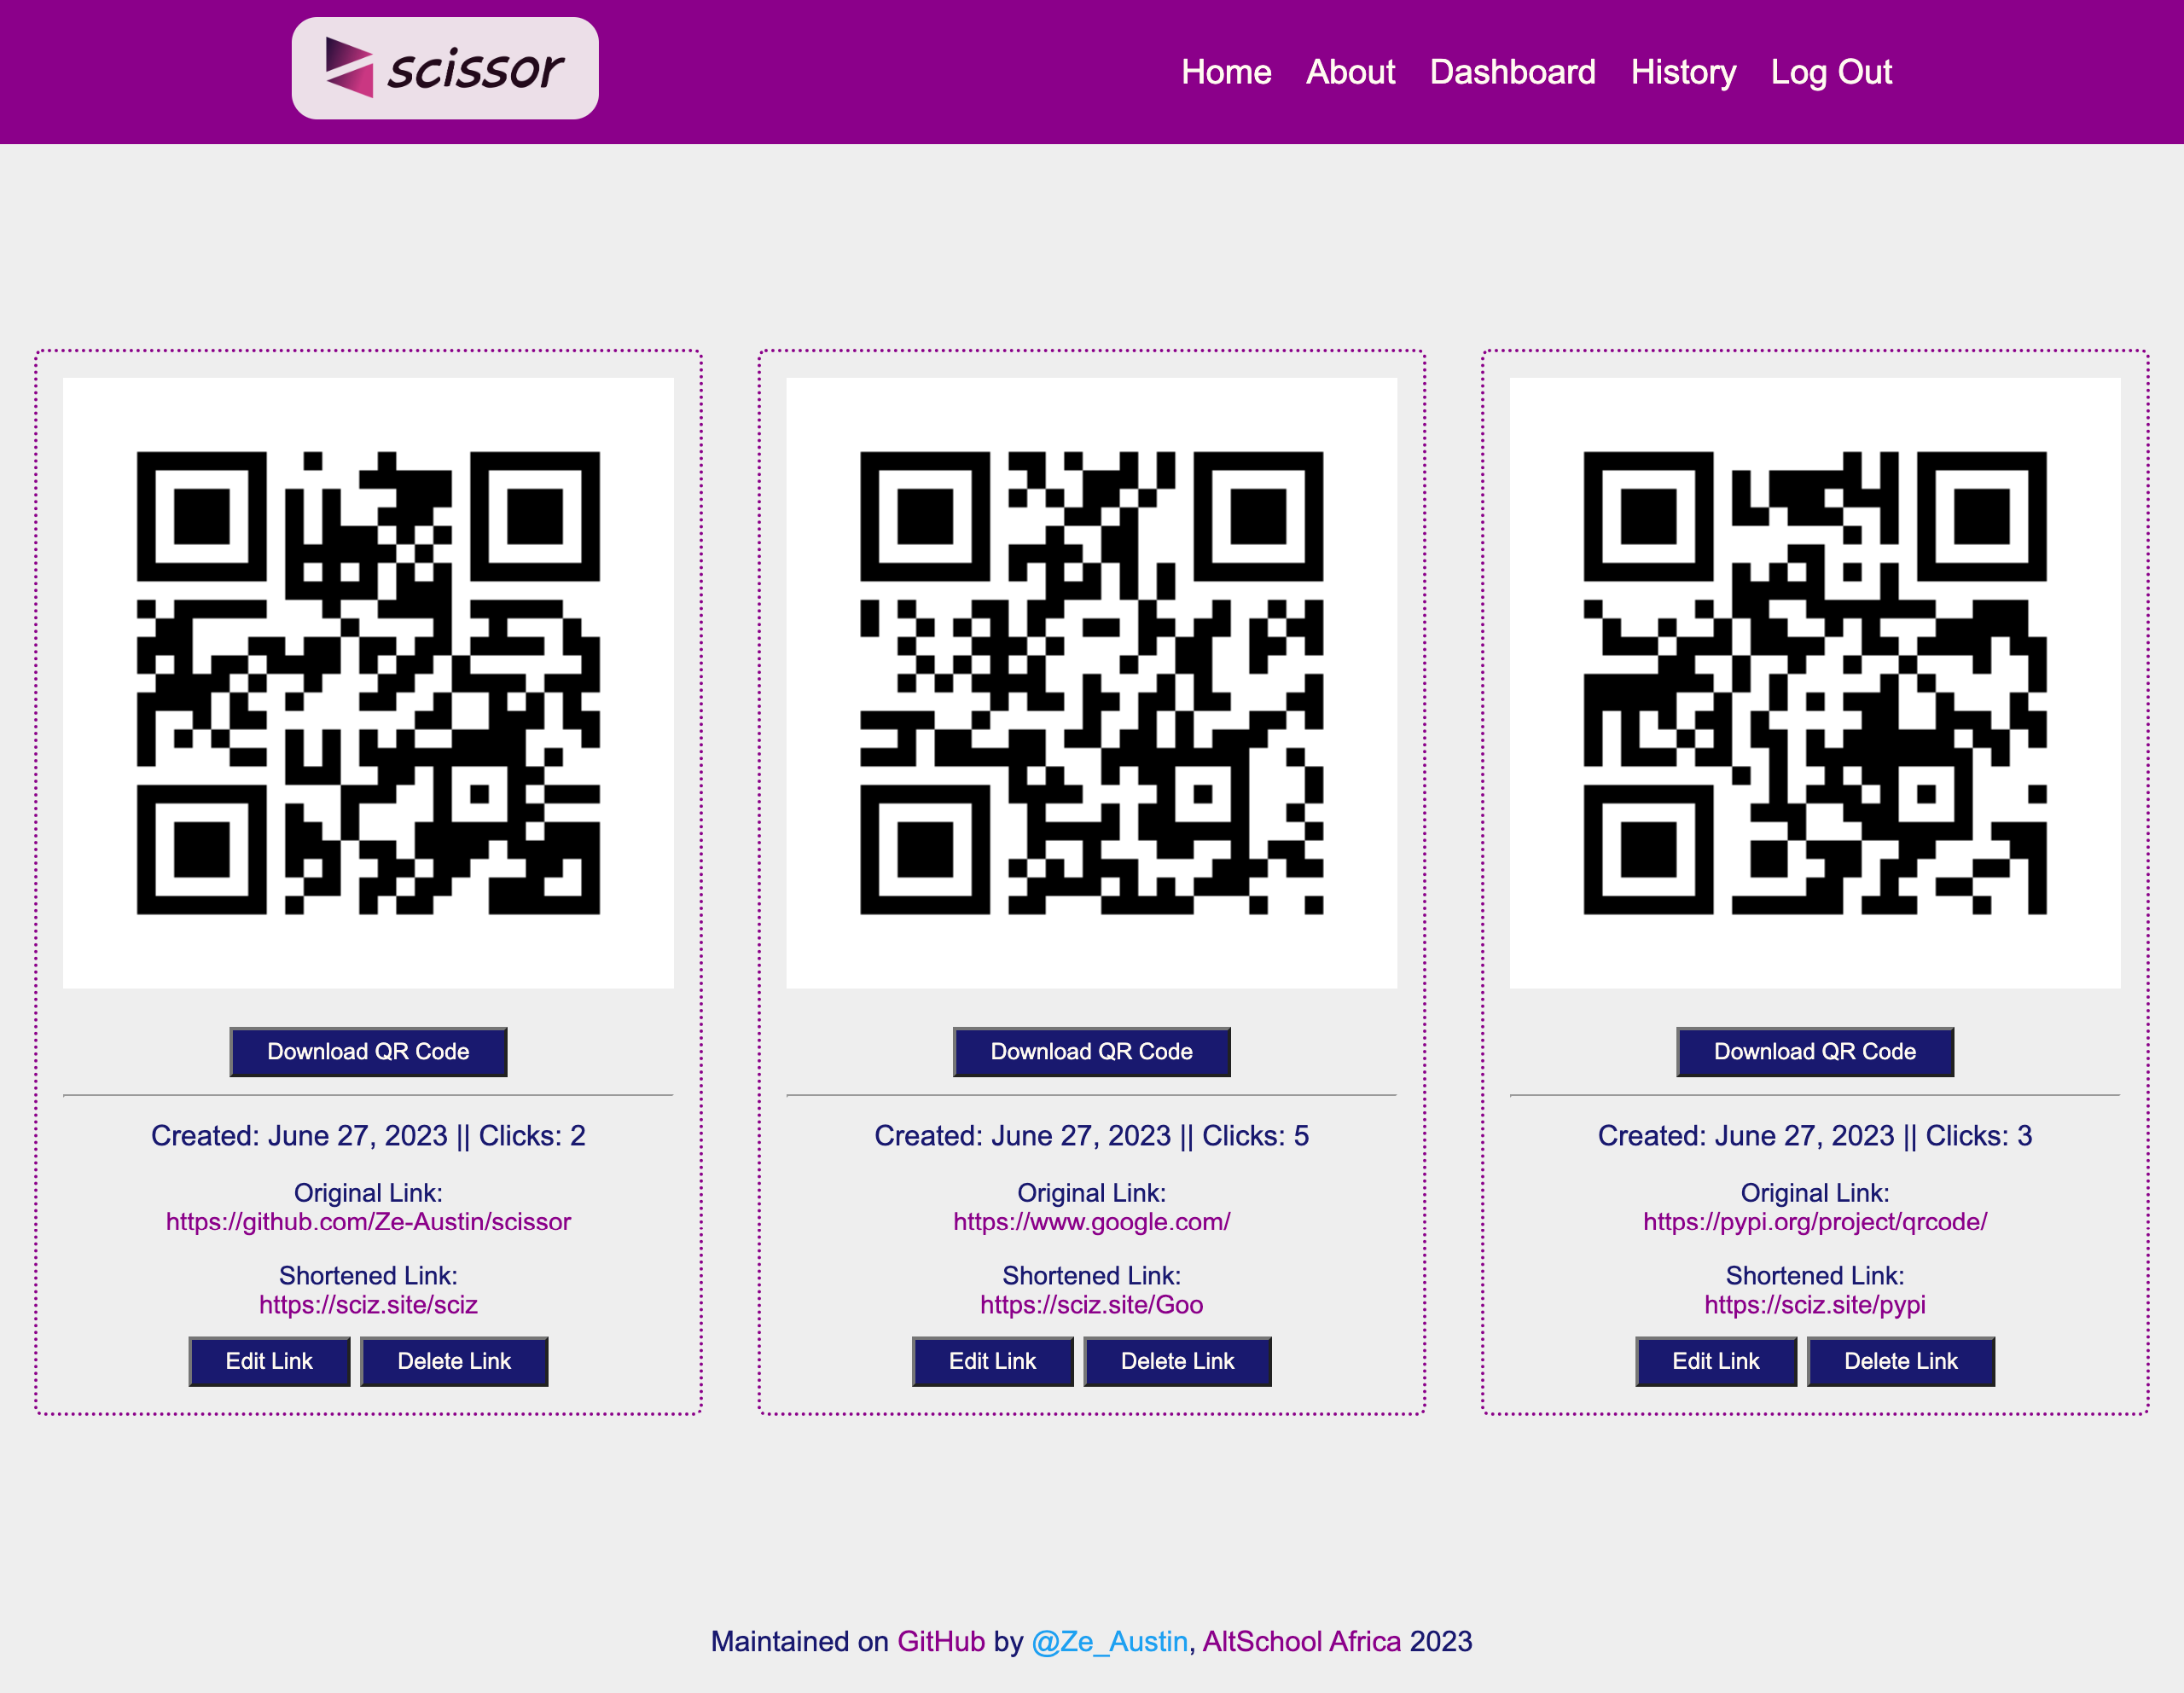 scissor
Home About Dashboard History Log Out
Download QR Code
Created: June 27, 2023 || Clicks: 2
Original Link:
https://github.com/Ze-Austin/scissor
Shortened Link:
https://sciz.site/sciz
Edit Link Delete Link
Download QR Code
Created: June 27, 2023 || Clicks: 5
Original Link:
https://www.google.com/
Shortened Link:
https://sciz.site/Goo
Edit Link Delete Link
Download QR Code
Created: June 27, 2023 || Clicks: 3
Original Link:
https://pypi.org/project/qrcode/
Shortened Link:
https://sciz.site/pypi
Edit Link Delete Link
Maintained on GitHub by @Ze_Austin, AltSchool Africa 2023